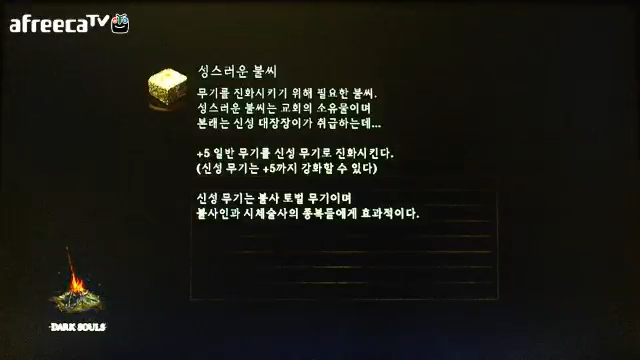 afreecaTV
성스러운 불씨
무기를 진화시키기 위해 필요한 불씨.
성스러운 불씨는 교회의 소유물이며
본래는 신성 대장장이가 취급하는데...
+5 일반 무기를 신성 무기로 진화시킨다.
(신성 무기는 +5까지 강화할 수 있다)
신성 무기는 불사 토벌 무기이며
불사인과 시체술사의 종복들에게 효과적이다.
DARK SOULS